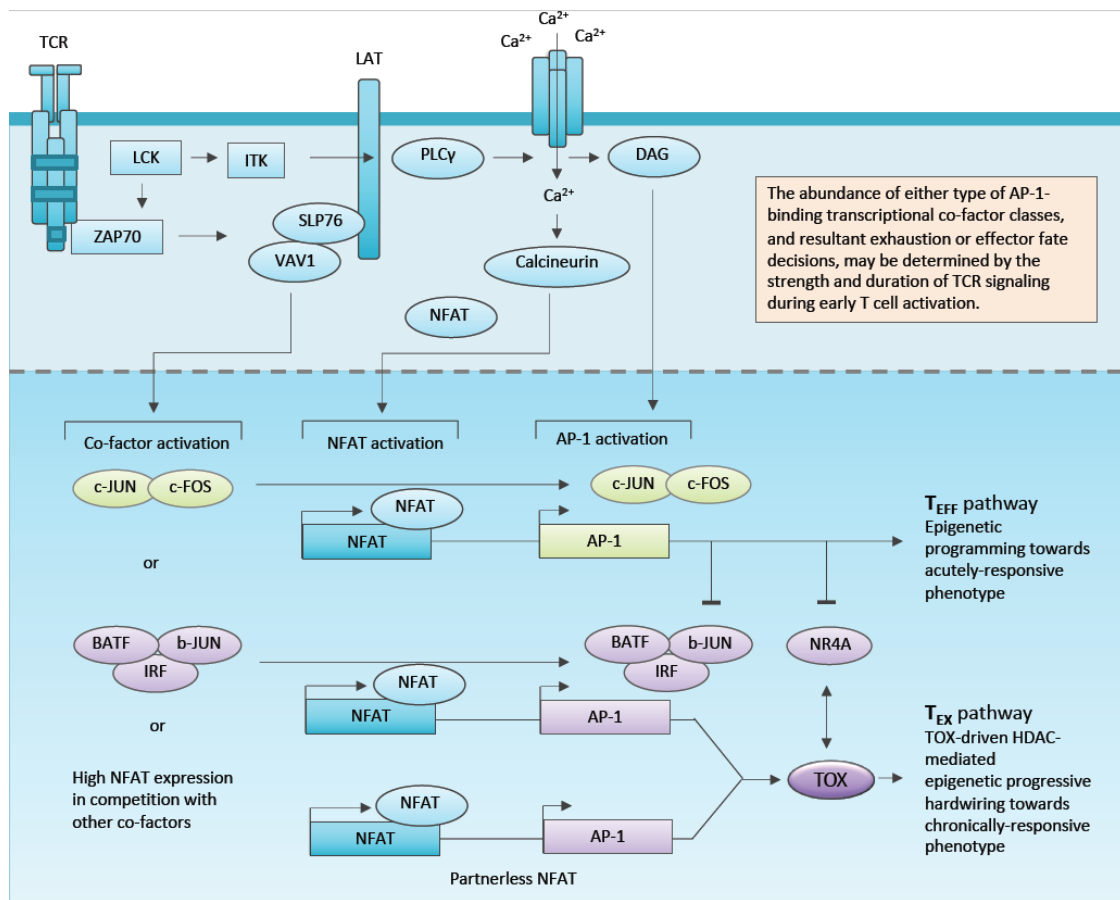 Ca²⁺
Ca²⁺
Ca²⁺
TCR
LAT
LCK
ITK
PLCγ
DAG
Ca²⁺
SLP76
ZAP70
VAV1
Calcineurin
NFAT
The abundance of either type of AP-1-
binding transcriptional co-factor classes,
and resultant exhaustion or effector fate
decisions, may be determined by the
strength and duration of TCR signaling
during early T cell activation.
Co-factor activation
NFAT activation
AP-1 activation
c-JUN
c-FOS
c-JUN
c-FOS
NFAT
NFAT
AP-1
T_EFF pathway
Epigenetic
programming towards
acutely-responsive
phenotype
or
BATF
b-JUN
IRF
BATF
b-JUN
IRF
NR4A
NFAT
NFAT
AP-1
or
T_EX pathway
TOX-driven HDAC-
mediated
epigenetic progressive
hardwiring towards
chronically-responsive
phenotype
TOX
High NFAT expression
in competition with
other co-factors
NFAT
NFAT
AP-1
Partnerless NFAT